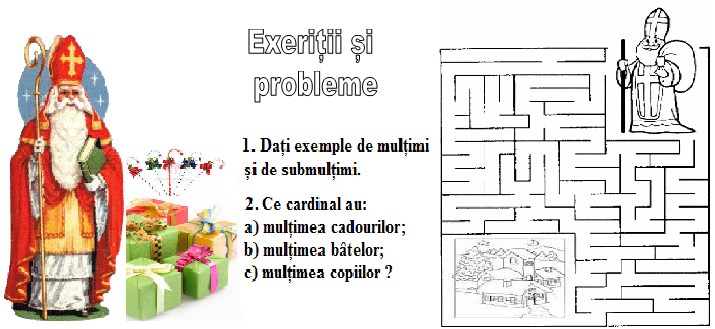 Exeriții și
probleme
1. Dați exemple de mulțimi
și de submulțimi.
2. Ce cardinal au:
a) mulțimea cadourilor;
b) mulțimea bâtelor;
c) mulțimea copiilor ?